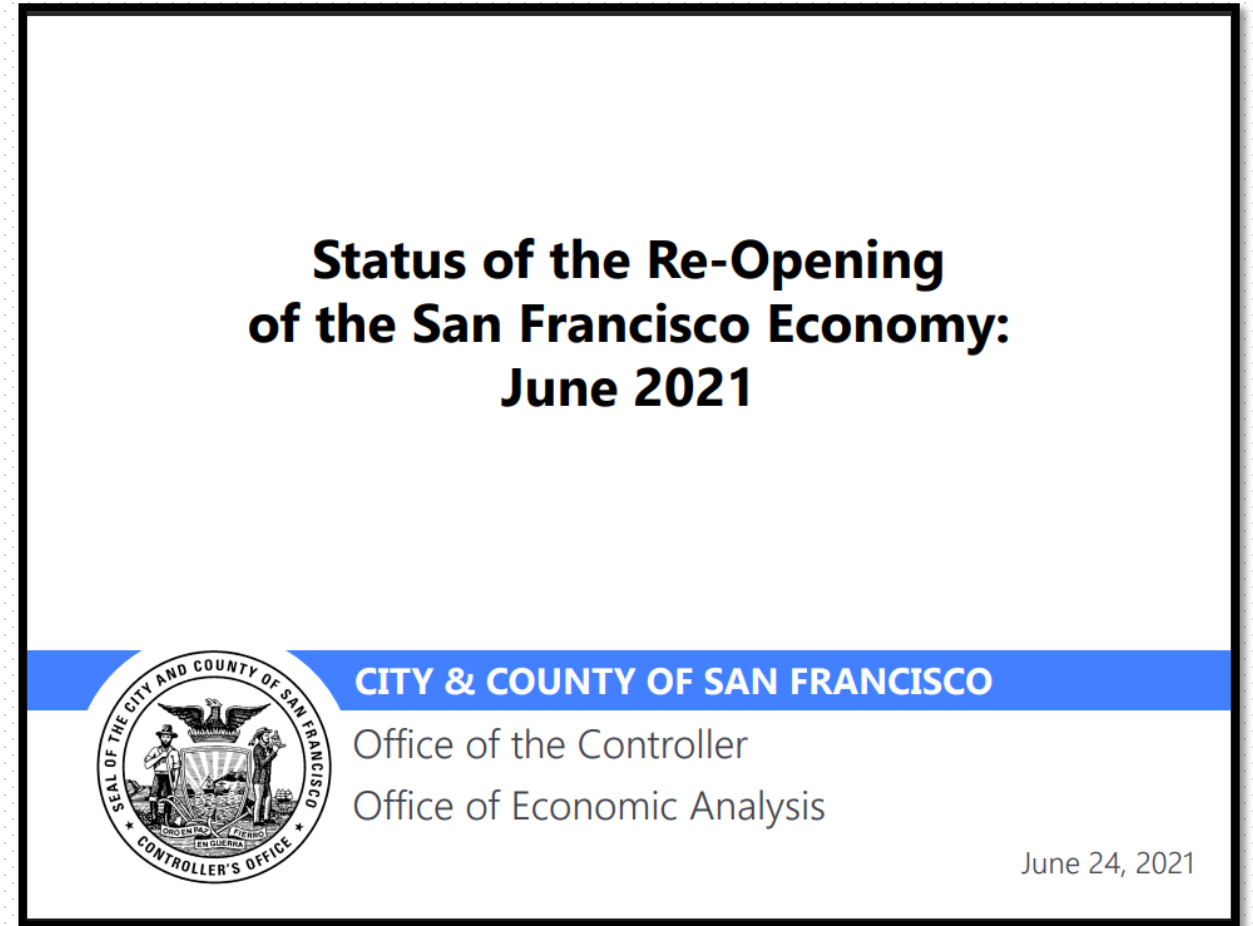 Status of the Re-Opening
of the San Francisco Economy:
June 2021
CITY & COUNTY OF SAN FRANCISCO
Office of the Controller
Office of Economic Analysis
June 24, 2021
SEAL OF THE CITY AND COUNTY OF SAN FRANCISCO
CONTROLLER'S OFFICE
ORO EN PAZ
FIERRO
EN GUERRA